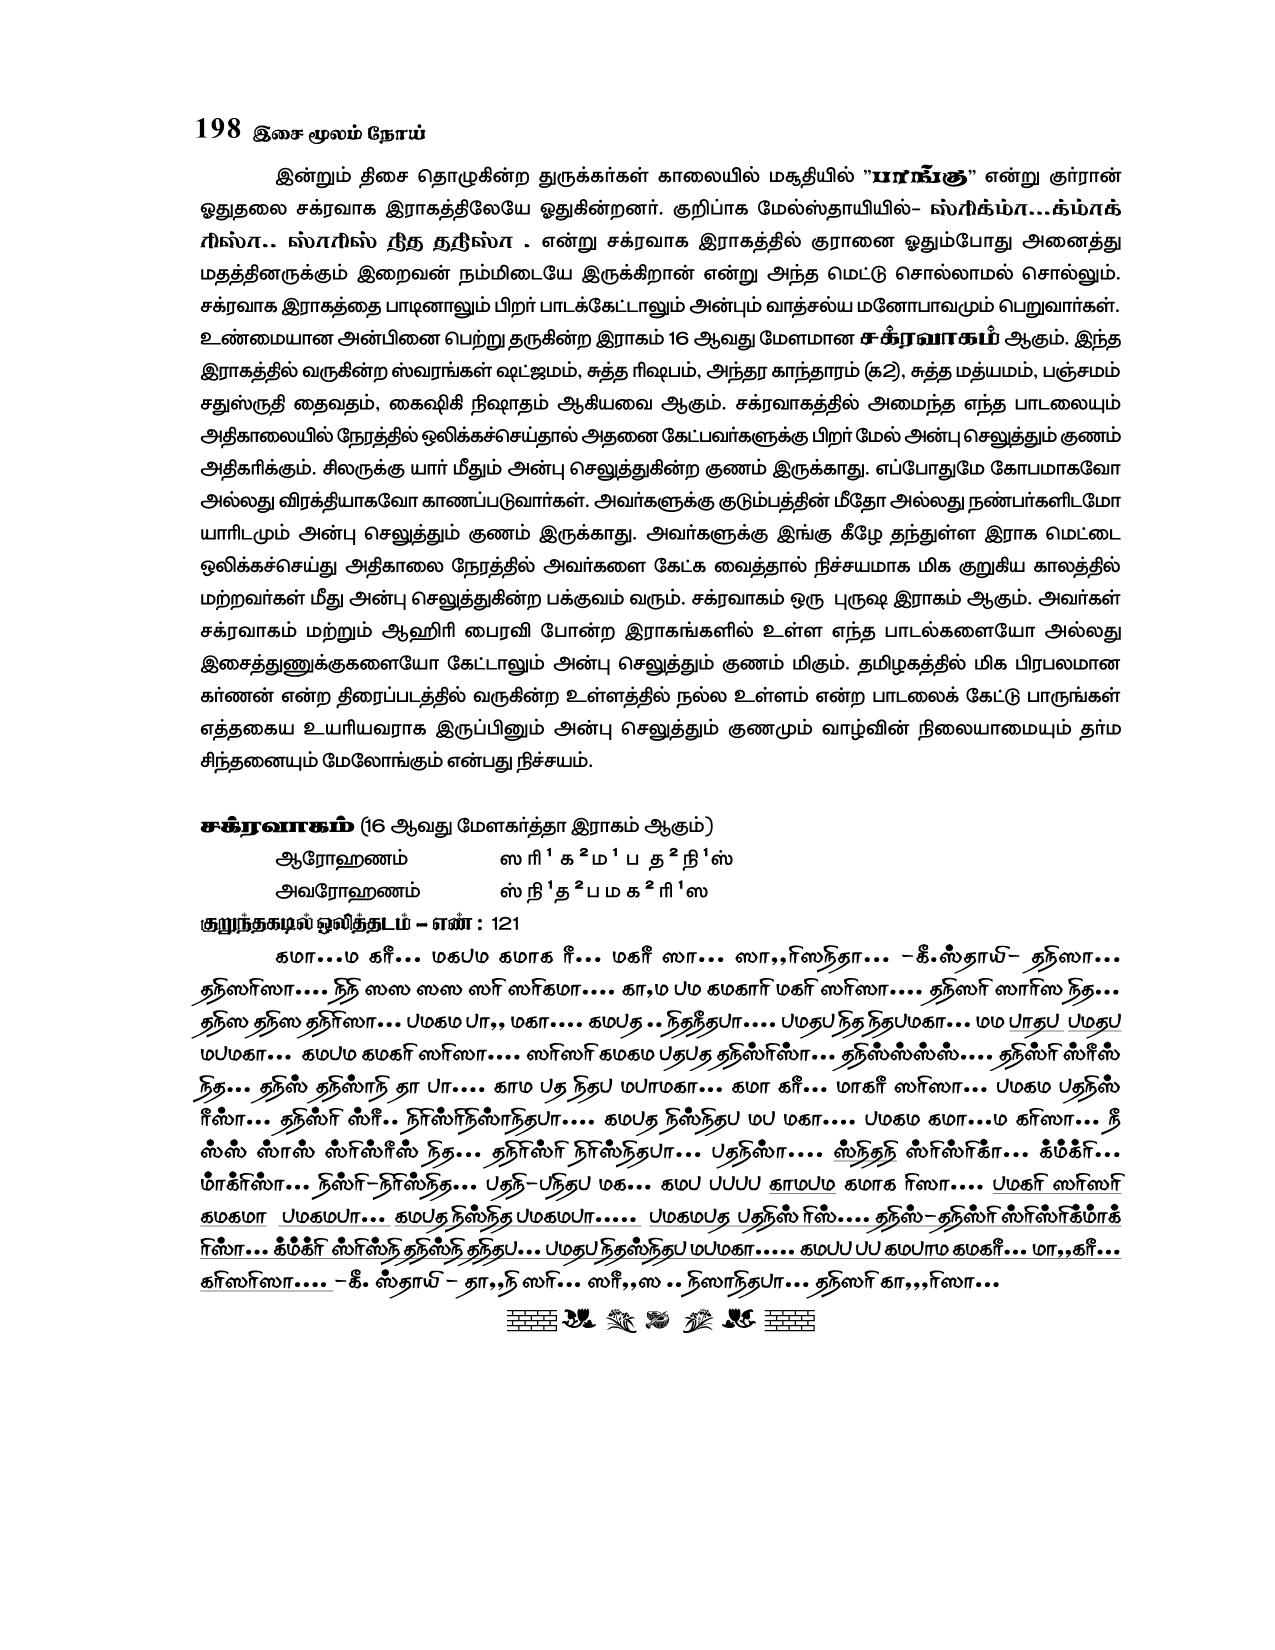 198 இசை மூலம் நோய்
இன்றும் திசை தொழுகின்ற துருக்கர்கள் காலையில் மசூதியில் ”பாங்கு” என்று குர்ரான்
ஓதுதலை சக்ரவாக இராகத்திலேயே ஓதுகின்றனர். குறிப்ாக மேல்ஸ்தாயியில்– ஸ்ரிக்ம்ா...க்ம்ாக்
ரிஸ்ா.. ஸ்ாரிஸ் நித தநிஸ்ா . என்று சக்ரவாக இராகத்தில் குரானை ஓதும்போது அனைத்து
மதத்தினருக்கும் இறைவன் நம்மிடையே இருக்கிறான் என்று அந்த மெட்டு சொல்லாமல் சொல்லும்.
சக்ரவாக இராகத்தை பாடினாலும் பிறர் பாடக்கேட்டாலும் அன்பும் வாத்சல்ய மனோபாவமும் பெறுவார்கள்.
உண்மையான அன்பினை பெற்று தருகின்ற இராகம் 16 ஆவது மேளமான சக்ரவாகம் ஆகும். இந்த
இராகத்தில் வருகின்ற ஸ்வரங்கள் ஷட்ஜமம், சுத்த ரிஷபம், அந்தர காந்தாரம் (க2), சுத்த மத்யமம், பஞ்சமம்
சதுஸ்ருதி தைவதம், கைஷிகி நிஷாதம் ஆகியவை ஆகும். சக்ரவாகத்தில் அமைந்த எந்த பாடலையும்
அதிகாலையில் நேரத்தில் ஒலிக்கச்செய்தால் அதனை கேட்பவர்களுக்கு பிறர் மேல் அன்பு செலுத்தும் குணம்
அதிகரிக்கும். சிலருக்கு யார் மீதும் அன்பு செலுத்துகின்ற குணம் இருக்காது. எப்போதுமே கோபமாகவோ
அல்லது விரக்தியாகவோ காணப்படுவார்கள். அவர்களுக்கு குடும்பத்தின் மீதோ அல்லது நண்பர்களிடமோ
யாரிடமும் அன்பு செலுத்தும் குணம் இருக்காது. அவர்களுக்கு இங்கு கீழே தந்துள்ள இராக மெட்டை
ஒலிக்கச்செய்து அதிகாலை நேரத்தில் அவர்களை கேட்க வைத்தால் நிச்சயமாக மிக குறுகிய காலத்தில்
மற்றவர்கள் மீது அன்பு செலுத்துகின்ற பக்குவம் வரும். சக்ரவாகம் ஒரு புருஷ இராகம் ஆகும். அவர்கள்
சக்ரவாகம் மற்றும் ஆஹிரி பைரவி போன்ற இராகங்களில் உள்ள எந்த பாடல்களையோ அல்லது
இசைத்துணுக்குகளையோ கேட்டாலும் அன்பு செலுத்தும் குணம் மிகும். தமிழகத்தில் மிக பிரபலமான
கர்ணன் என்ற திரைப்படத்தில் வருகின்ற உள்ளத்தில் நல்ல உள்ளம் என்ற பாடலைக் கேட்டு பாருங்கள்
எத்தகைய உயரியவராக இருப்பினும் அன்பு செலுத்தும் குணமும் வாழ்வின் நிலையாமையும் தர்ம
சிந்தனையும் மேலோங்கும் என்பது நிச்சயம்.
சக்ரவாகம் (16 ஆவது மேளகர்த்தா இராகம் ஆகும்)
ஆரோஹணம் ஸ ரி¹ க²ம¹ ப த²நி¹ஸ்
அவரோஹணம் ஸ் நி¹த²ப ம க²ரி¹ஸ
குறுந்தகடில் ஒலித்தடம் – எண் : 121
கமா...ம கரீ... மகபம கமாக ரீ... மகரீ ஸா... ஸா,,ரிஸநிதா... –கீ.ஸ்தாயி– தநிஸா...
தநிஸரிஸா.... நிநி ஸஸ ஸஸ ஸரி ஸரிகமா.... கா,ம பம கமகாரி மகரி ஸரிஸா.... தநிஸரி ஸாரிஸ நித...
தநிஸ தநிஸ தநிரிஸா... பமகம பா,, மகா.... கமபத .. நிதநீதபா.... பமதப நித நிதபமகா... மம பாதப பமதப
மபமகா... கமபம கமகரி ஸரிஸா.... ஸரிஸரி கமகம பதபத தநிஸ்ரிஸ்ா... தநிஸ்ஸ்ஸ்ஸ்.... தநிஸ்ரி ஸ்ரீஸ்
நித... தநிஸ் தநிஸ்ாநி தா பா.... காம பத நிதப மபாமகா... கமா கரீ... மாகரீ ஸரிஸா... பமகம பதநிஸ்
ரீஸ்ா... தநிஸ்ரி ஸ்ரீ.. நிரிஸ்ரிநிஸ்ாநிதபா.... கமபத நிஸ்நிதப மப மகா.... பமகம கமா...ம கரிஸா... நீ
ஸ்ஸ் ஸ்ாஸ் ஸ்ரிஸ்ரீஸ் நித... தநிரிஸ்ரி நிரிஸ்நிதபா... பதநிஸ்ா.... ஸ்நிதநி ஸ்ரிஸ்ரிக்ா... க்ம்க்ரி...
ம்ாக்ரிஸ்ா... நிஸ்ரி–நிரிஸ்நித... பதநி–பநிதப மக... கமப பபபப காமபம கமாக ரிஸா.... பமகரி ஸரிஸரி
கமகமா பமகமபா... கமபத நிஸ்நித பமகமபா..... பமகமபத பதநிஸ் ரிஸ்.... தநிஸ்–தநிஸ்ரி ஸ்ரிஸ்ரிக்ம்ாக்
ரிஸ்ா... க்ம்க்ரி ஸ்ரிஸ்நி தநிஸ்நி தநிதப... பமதப நிதஸ்நிதப மபமகா..... கமபப பப கமபாம கமகரீ... மா,,கரீ...
கரிஸரிஸா.... –கீ. ஸ்தாயி – தா,,நி ஸரி... ஸரீ,,ஸ .. நிஸாநிதபா... தநிஸரி கா,,,ரிஸா...